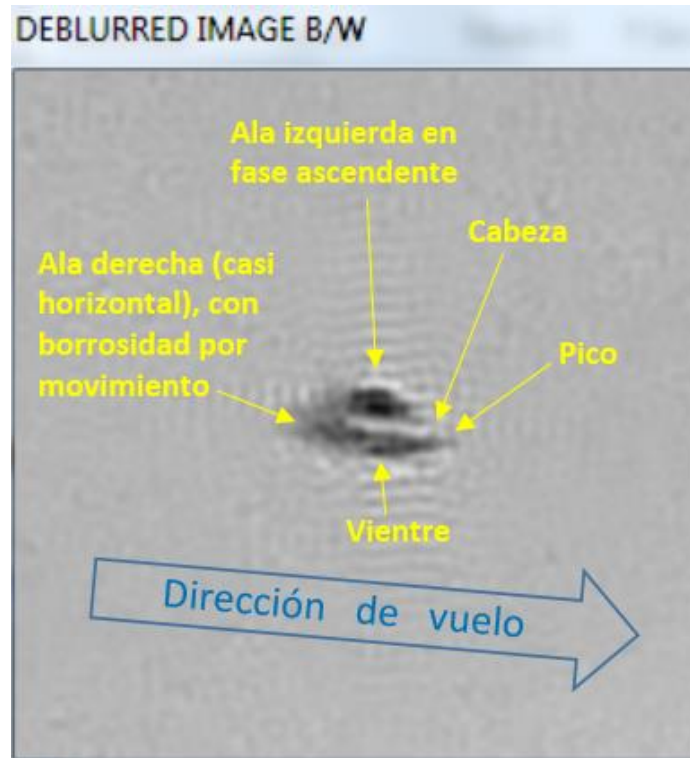 DEBLURRED IMAGE B/W
Ala izquierda en
fase ascendente
Cabeza
Ala derecha (casi
horizontal), con
borrosidad por
movimiento
Pico
Vientre
Dirección de vuelo